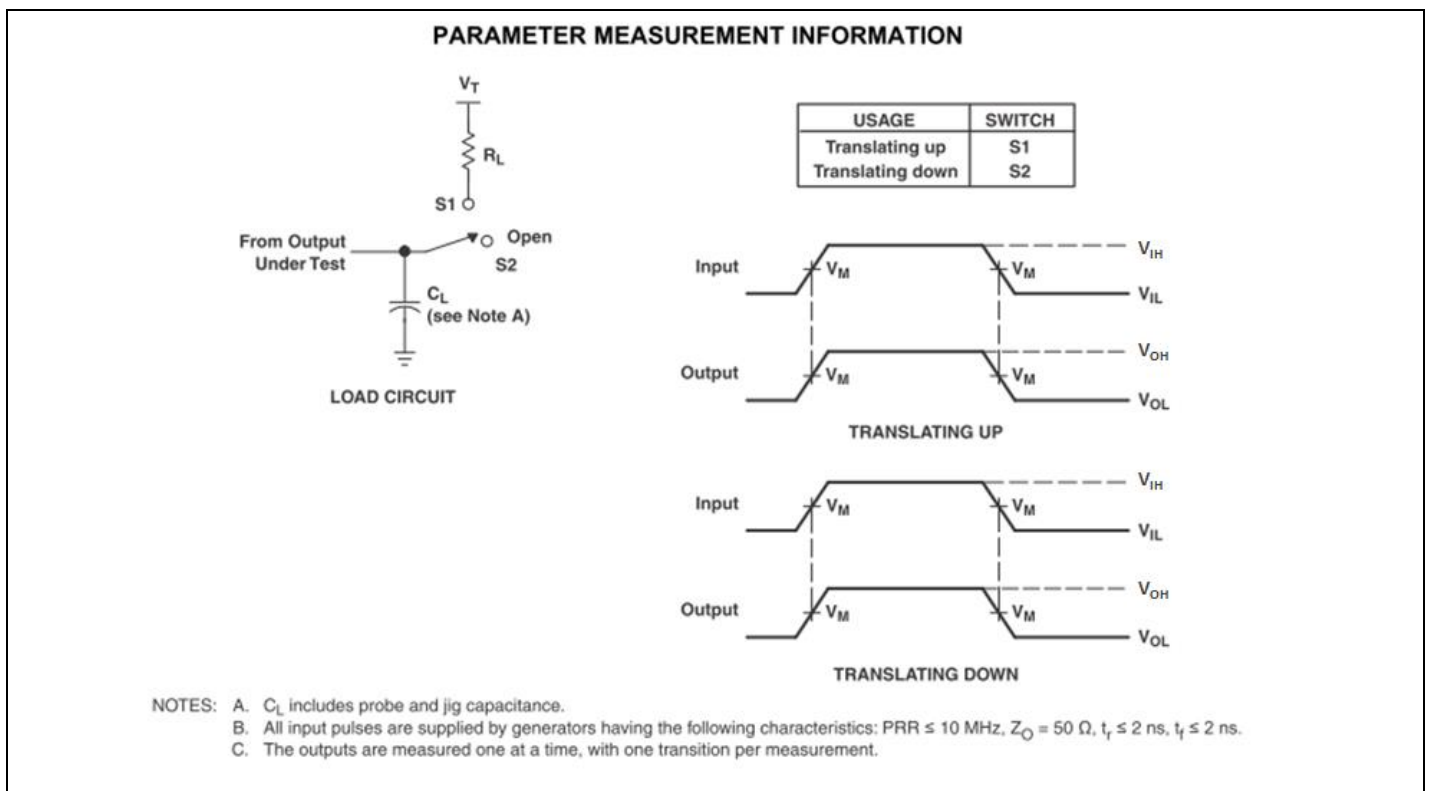 PARAMETER MEASUREMENT INFORMATION
VT
RL
S1
From Output
Under Test
Open
S2
CL
(see Note A)
LOAD CIRCUIT
USAGE SWITCH
Translating up S1
Translating down S2
Input VM VM VIH
VIL
Output VM VM VOH
VOL
TRANSLATING UP
Input VM VM VIH
VIL
Output VM VM VOH
VOL
TRANSLATING DOWN
NOTES: A. CL includes probe and jig capacitance.
B. All input pulses are supplied by generators having the following characteristics: PRR ≤ 10 MHz, ZO = 50 Ω, tr ≤ 2 ns, tf ≤ 2 ns.
C. The outputs are measured one at a time, with one transition per measurement.